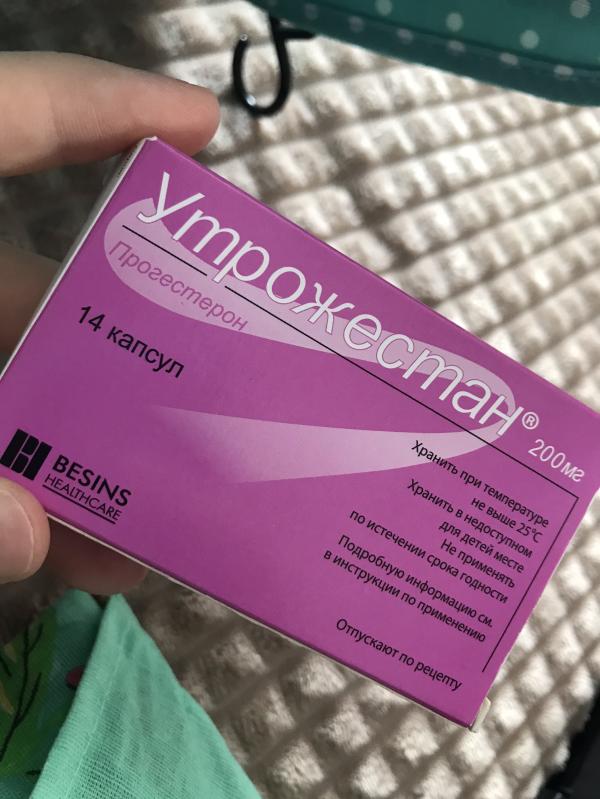 Утрожестан®
Прогестерон
200мг
14 капсул
BESINS
HEALTHCARE
Хранить при температуре
не выше 25°C
Хранить в недоступном
для детей месте
Не применять
по истечении срока годности
Подробную информацию см.
в инструкции по применению
Отпускают по рецепту